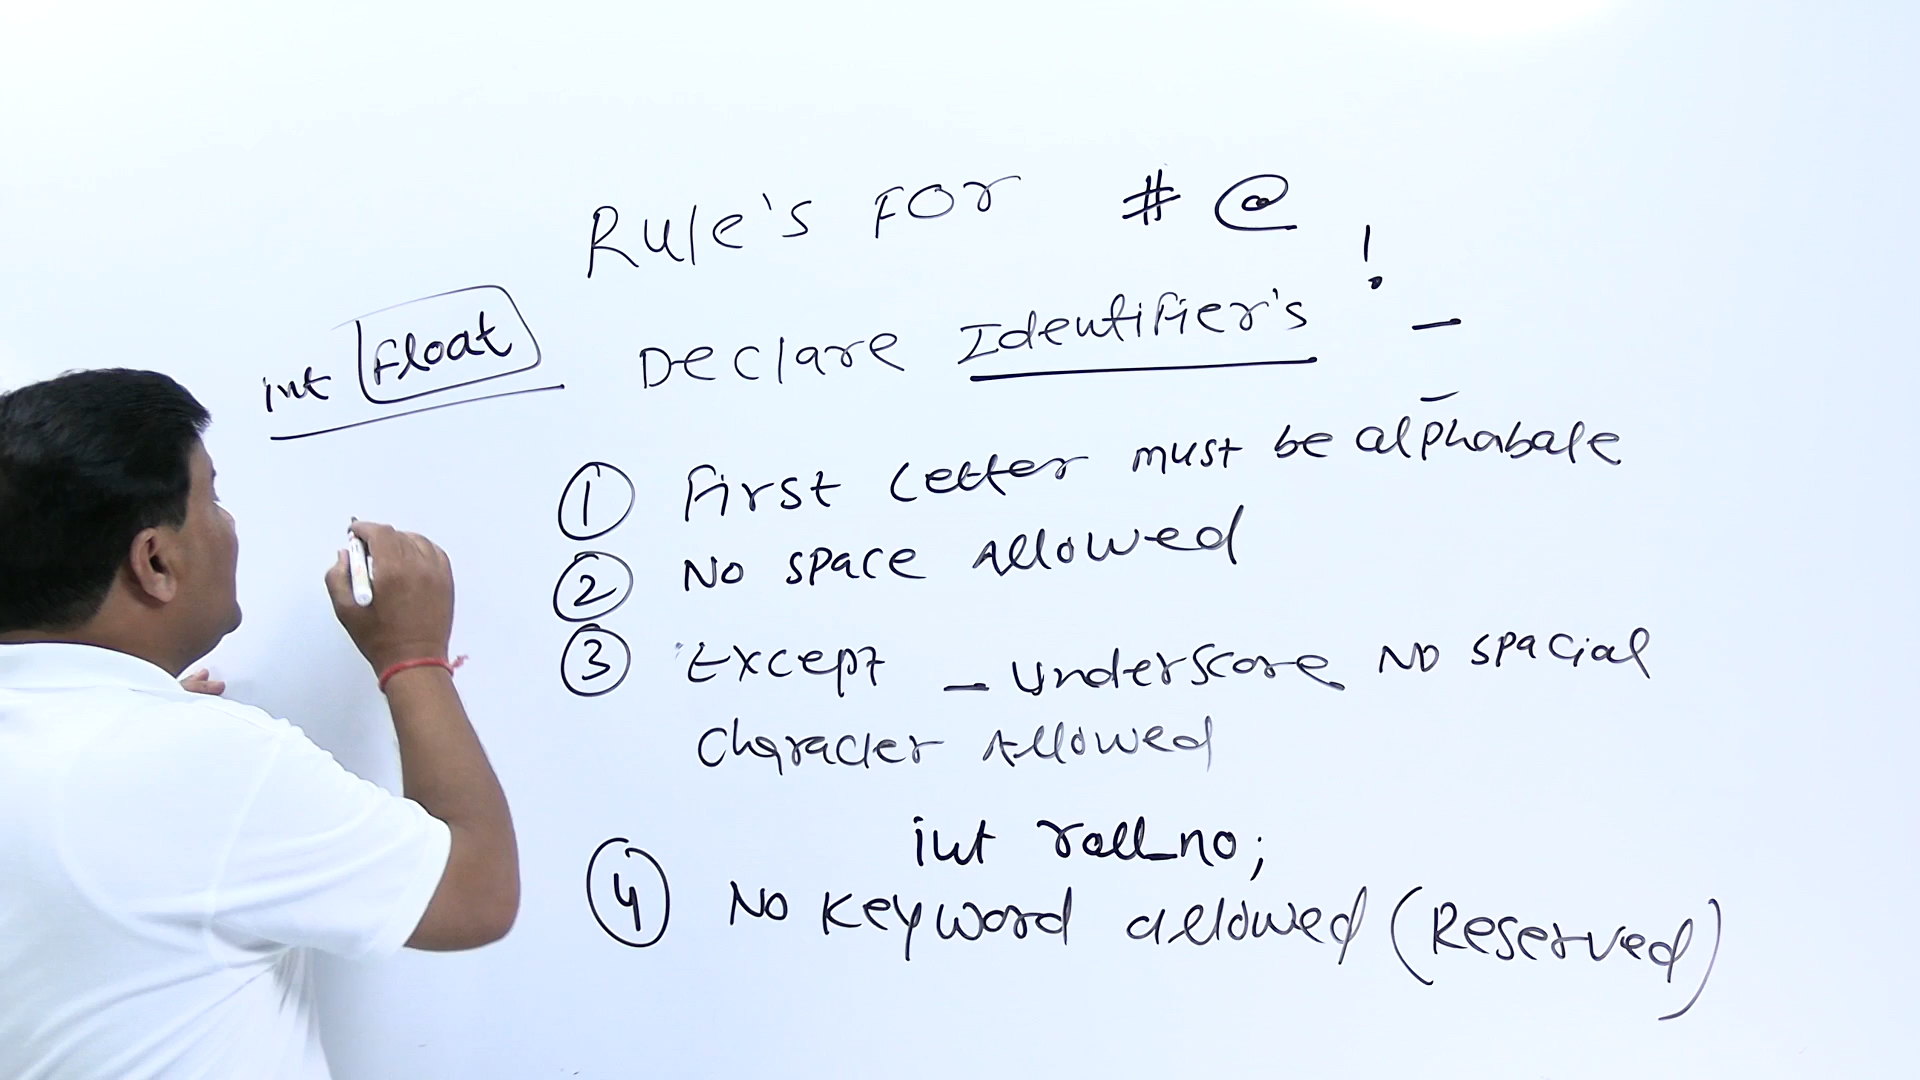 Rule's FOr # @ !
Declare Identifier's _
int float
① First Letter must be alphabate
② No space Allowed
③ Except _ underscore No spacial
Character Allowed
int roll_no;
④ No Keyword allowed (Reserved)